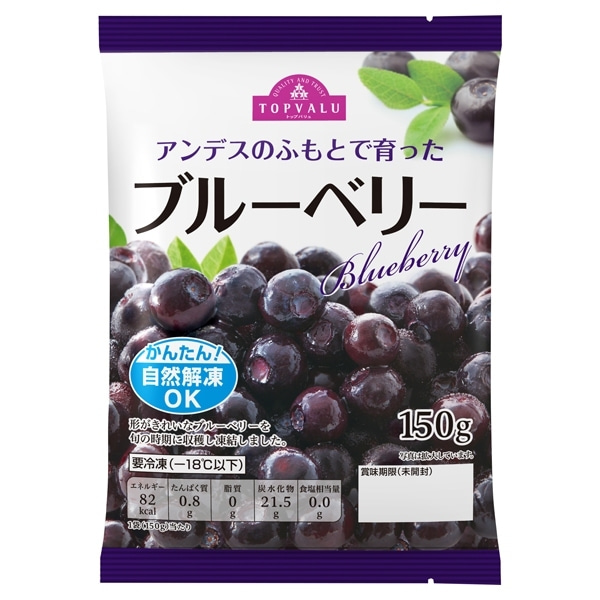 QUALITY AND TRUST
TOPVALU
トップバリュ
アンデスのふもとで育った
ブルーベリー
Blueberry
かんたん!
自然解凍
OK
形がきれいなブルーベリーを
旬の時期に収穫し凍結しました。
150g
写真は拡大しています。
要冷凍(-18℃以下)
賞味期限(未開封)
エネルギー たんぱく質 脂質 炭水化物 食塩相当量
82 kcal 0.8 g 0 g 21.5 g 0.0 g
1袋(150g)当たり